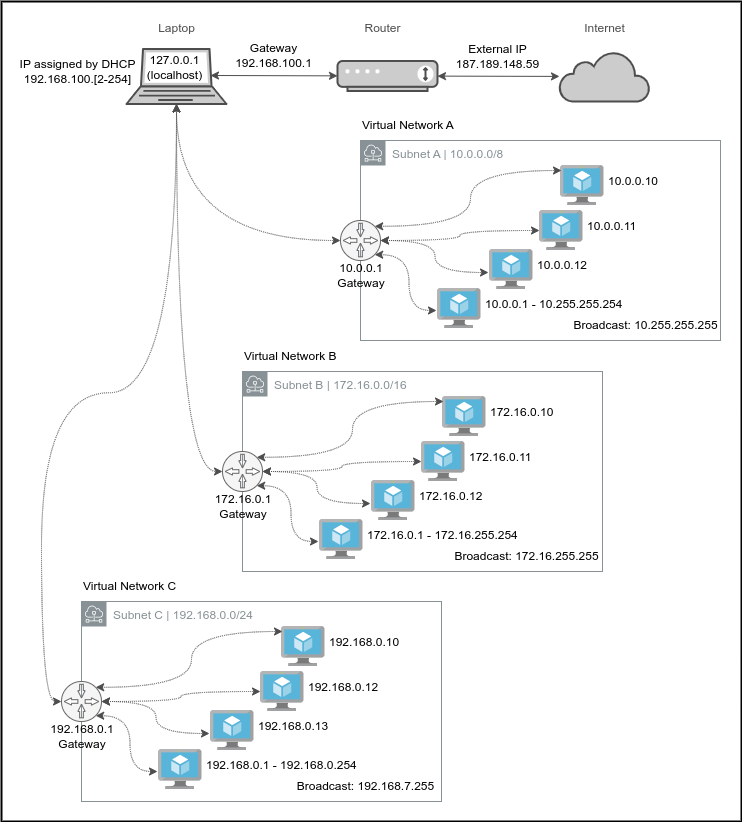 Laptop
Router
Internet
IP assigned by DHCP
192.168.100.[2-254]
127.0.0.1
(localhost)
Gateway
192.168.100.1
External IP
187.189.148.59
Virtual Network A
Subnet A | 10.0.0.0/8
10.0.0.10
10.0.0.11
10.0.0.12
10.0.0.1
Gateway
10.0.0.1 - 10.255.255.254
Broadcast: 10.255.255.255
Virtual Network B
Subnet B | 172.16.0.0/16
172.16.0.10
172.16.0.11
172.16.0.12
172.16.0.1
Gateway
172.16.0.1 - 172.16.255.254
Broadcast: 172.16.255.255
Virtual Network C
Subnet C | 192.168.0.0/24
192.168.0.10
192.168.0.12
192.168.0.13
192.168.0.1
Gateway
192.168.0.1 - 192.168.0.254
Broadcast: 192.168.7.255